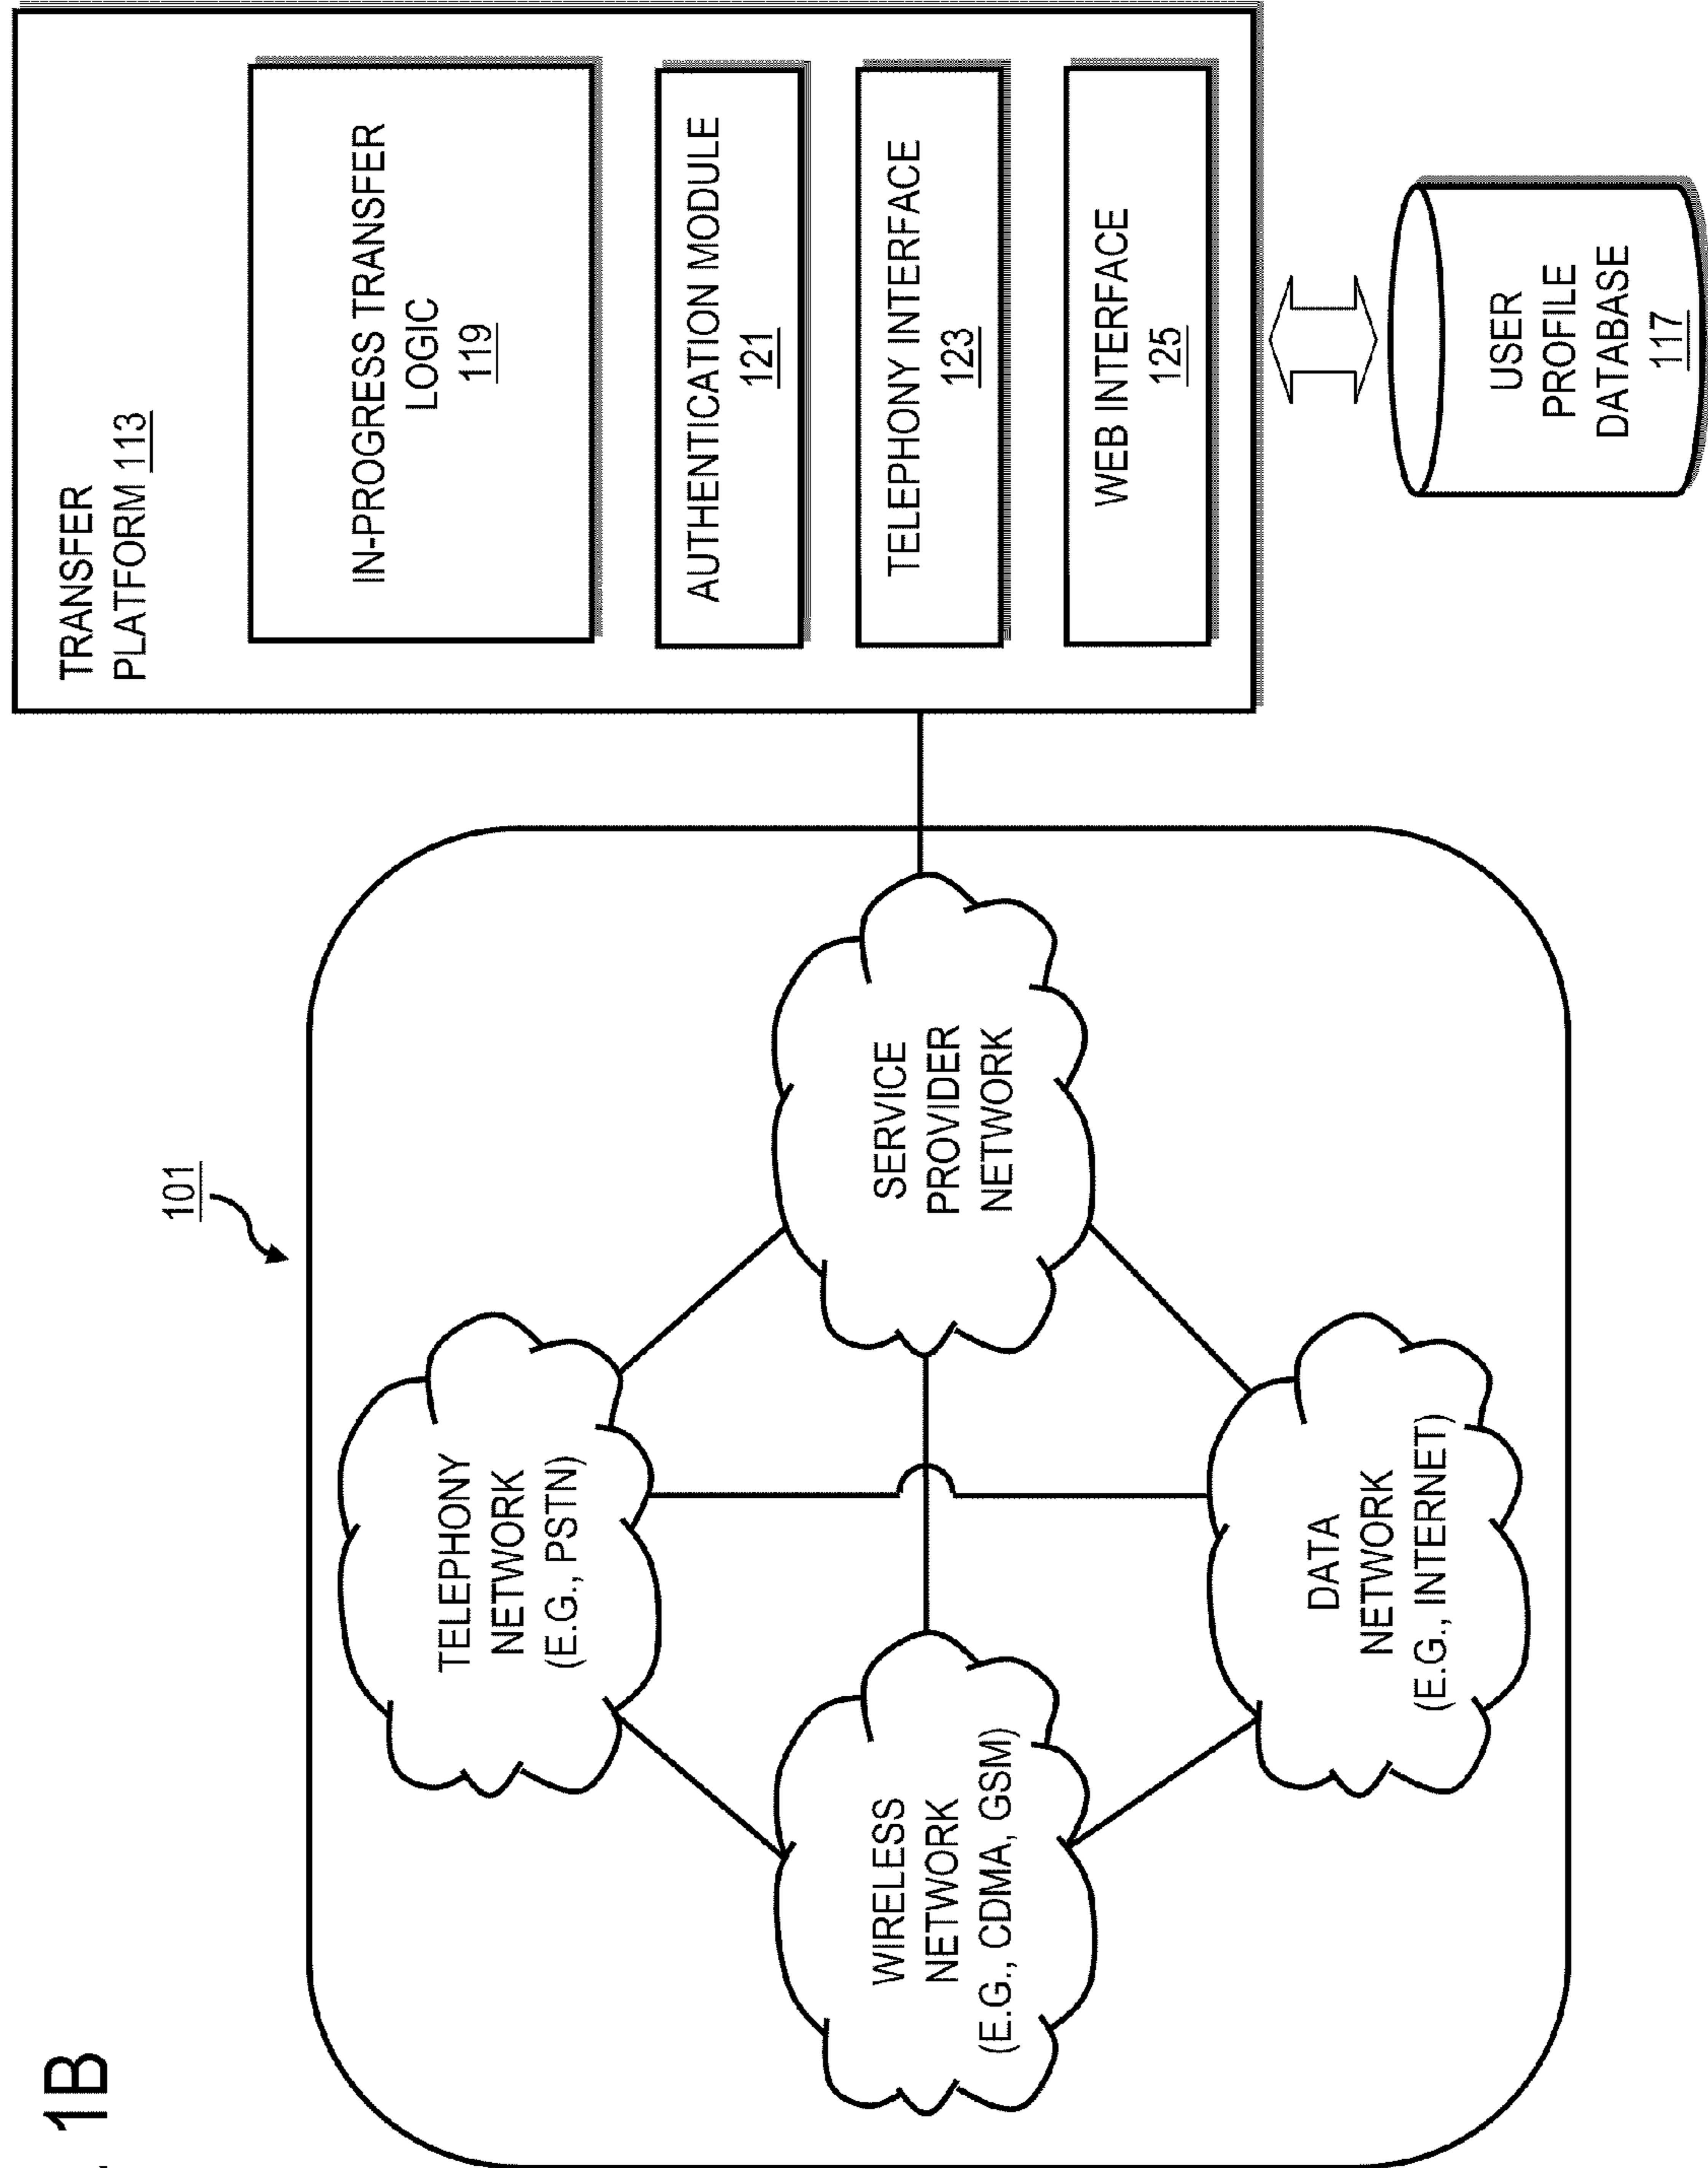 1B
101
TELEPHONY
NETWORK
(E.G., PSTN)
WIRELESS
NETWORK
(E.G., CDMA, GSM)
SERVICE
PROVIDER
NETWORK
DATA
NETWORK
(E.G., INTERNET)
TRANSFER
PLATFORM 113
IN-PROGRESS TRANSFER
LOGIC
119
AUTHENTICATION MODULE
121
TELEPHONY INTERFACE
123
WEB INTERFACE
125
USER
PROFILE
DATABASE
117